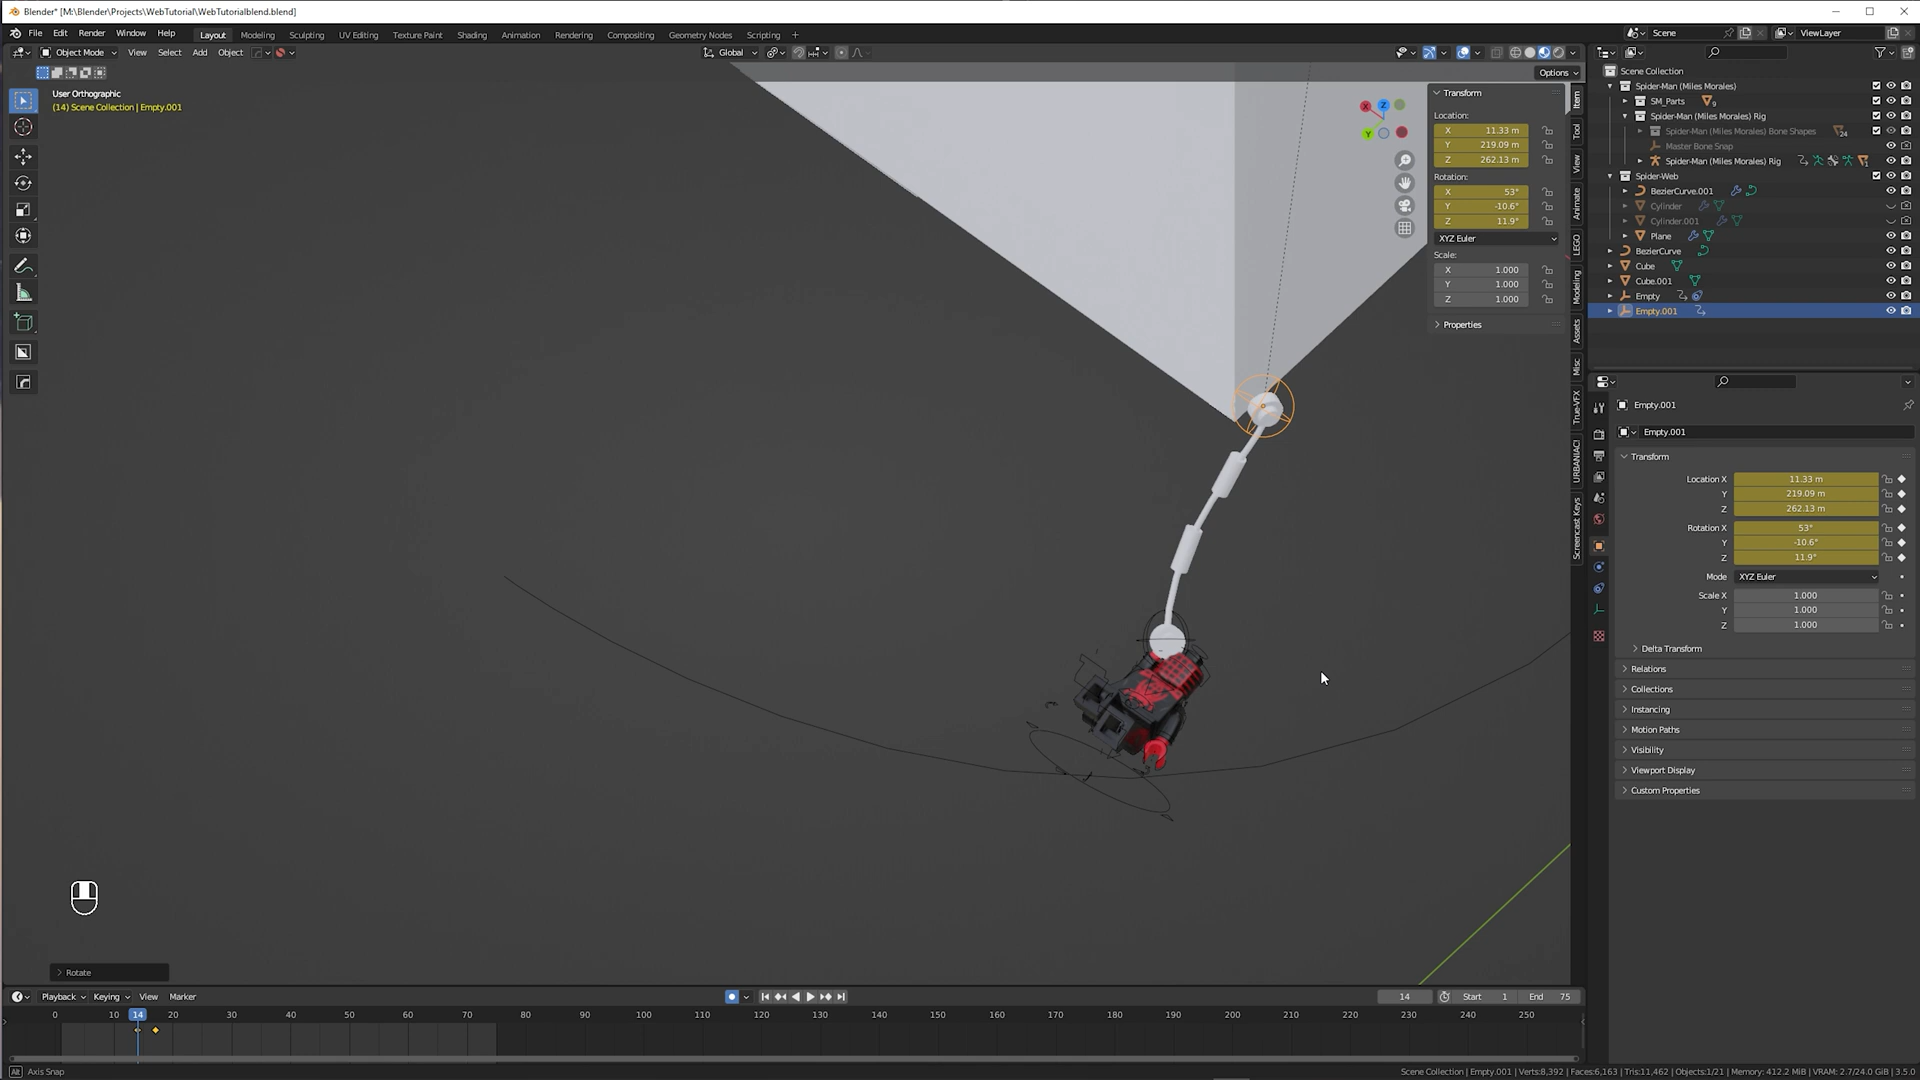 Blender* [M:\Blender\Projects\WebTutorial\WebTutorialblend.blend]
File Edit Render Window Help Layout Modeling Sculpting UV Editing Texture Paint Shading Animation Rendering Compositing Geometry Nodes Scripting +
Scene ViewLayer
Object Mode View Select Add Object Global
Options
User Orthographic
(14) Scene Collection | Empty.001
Transform
Location:
X 11.33 m
Y 219.09 m
Z 262.13 m
Rotation:
X 53°
Y -10.6°
Z 11.9°
XYZ Euler
Scale:
X 1.000
Y 1.000
Z 1.000
Properties
Item
Tool
View
Animate
LEGO
Modeling
Assets
Misc
True-VFX
URBANIAC!
Screencast Keys
X
Y
Z
Scene Collection
Spider-Man (Miles Morales)
SM_Parts 9
Spider-Man (Miles Morales) Rig
Spider-Man (Miles Morales) Bone Shapes 24
Master Bone Snap
Spider-Man (Miles Morales) Rig
Spider-Web
BezierCurve.001
Cylinder
Cylinder.001
Plane
BezierCurve
Cube
Cube.001
Empty
Empty.001
Empty.001
Empty.001
Transform
Location X 11.33 m
Y 219.09 m
Z 262.13 m
Rotation X 53°
Y -10.6°
Z 11.9°
Mode XYZ Euler
Scale X 1.000
Y 1.000
Z 1.000
Delta Transform
Relations
Collections
Instancing
Motion Paths
Visibility
Viewport Display
Custom Properties
Rotate
Playback Keying View Marker
14 Start 1 End 75
0 10 14 20 30 40 50 60 70 80 90 100 110 120 130 140 150 160 170 180 190 200 210 220 230 240 250
Alt Axis Snap
Scene Collection | Empty.001 | Verts:8,392 | Faces:6,163 | Tris:11,462 | Objects:1/21 | Memory: 412.2 MiB | VRAM: 2.7/24.0 GiB | 3.5.0